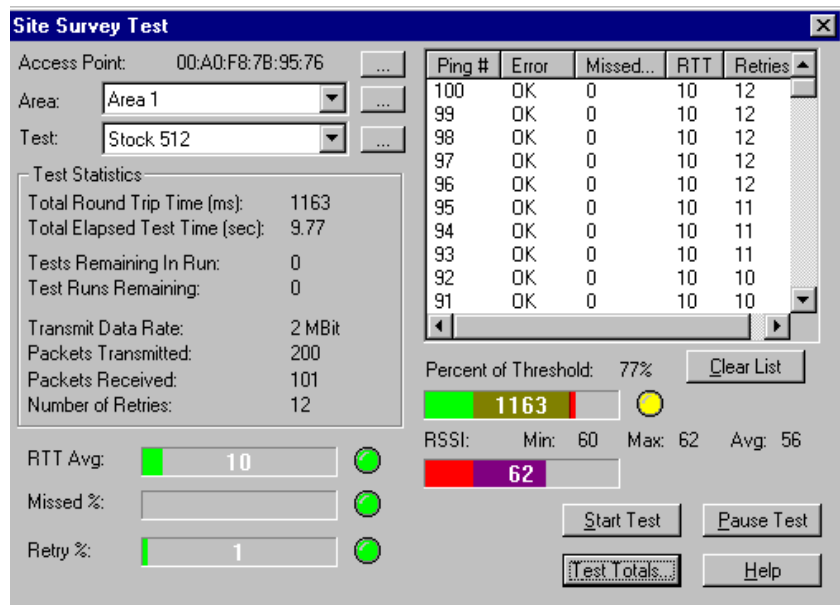 Site Survey Test
Access Point: 00:A0:F8:7B:95:76 ...
Area: Area 1 ...
Test: Stock 512 ...
Test Statistics
Total Round Trip Time (ms): 1163
Total Elapsed Test Time (sec): 9.77
Tests Remaining In Run: 0
Test Runs Remaining: 0
Transmit Data Rate: 2 MBit
Packets Transmitted: 200
Packets Received: 101
Number of Retries: 12
RTT Avg: 10
Missed %:
Retry %: 1
Ping # Error Missed... RTT Retries
100 OK 0 10 12
99 OK 0 10 12
98 OK 0 10 12
97 OK 0 10 12
96 OK 0 10 12
95 OK 0 10 11
94 OK 0 10 11
93 OK 0 10 11
92 OK 0 10 10
91 OK 0 10 10
Percent of Threshold: 77% Clear List
1163
RSSI: Min: 60 Max: 62 Avg: 56
62
Start Test Pause Test
Test Totals... Help